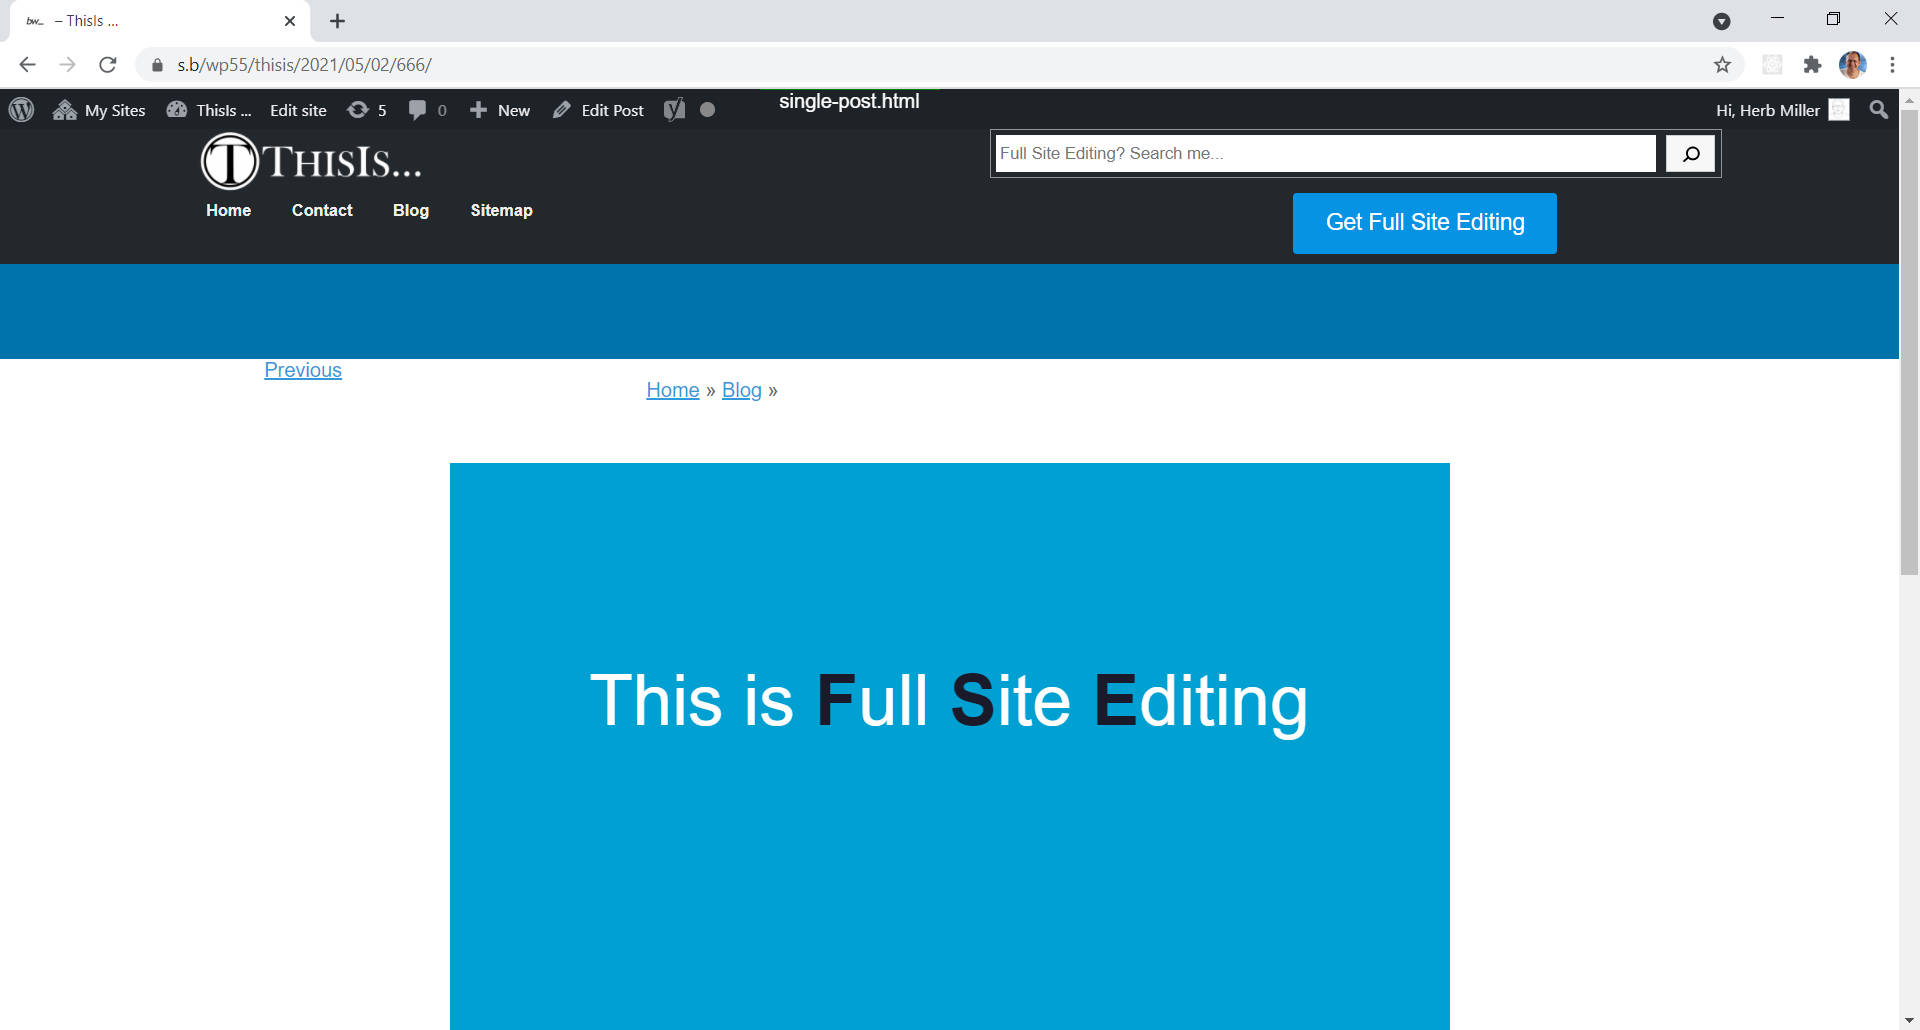 bw_ – ThisIs ...
s.b/wp55/thisis/2021/05/02/666/
My Sites ThisIs ... Edit site 5 0 New Edit Post single-post.html Hi, Herb Miller
T THISIS... Full Site Editing? Search me...
Home Contact Blog Sitemap Get Full Site Editing
Previous
Home » Blog »
This is Full Site Editing